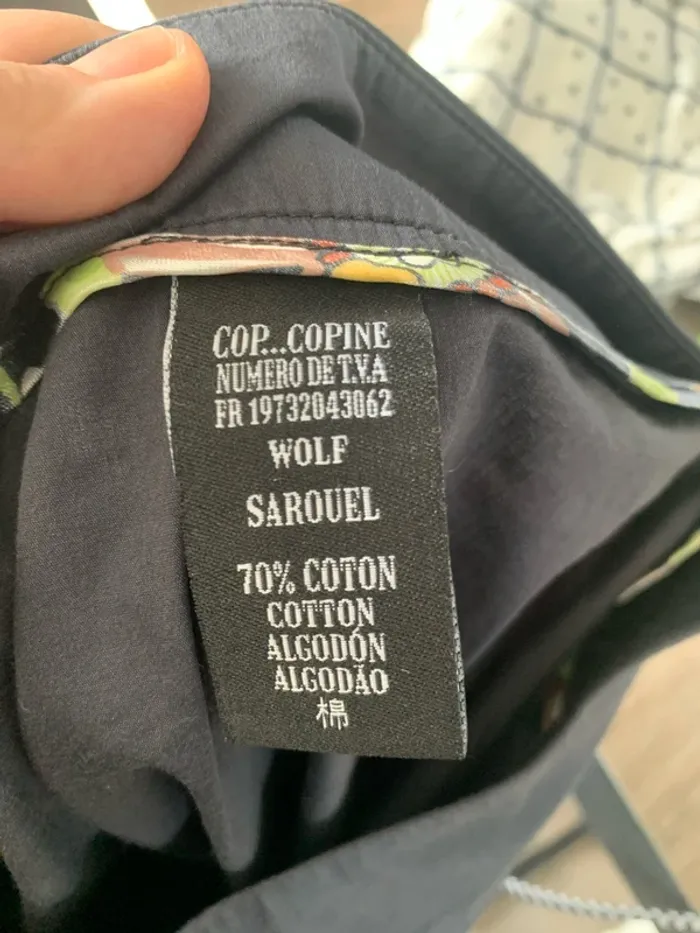 COP...COPINE
NUMERO DE T.V.A
FR 19732043062
WOLF
SAROUEL
70% COTON
COTTON
ALGODÓN
ALGODÃO
棉